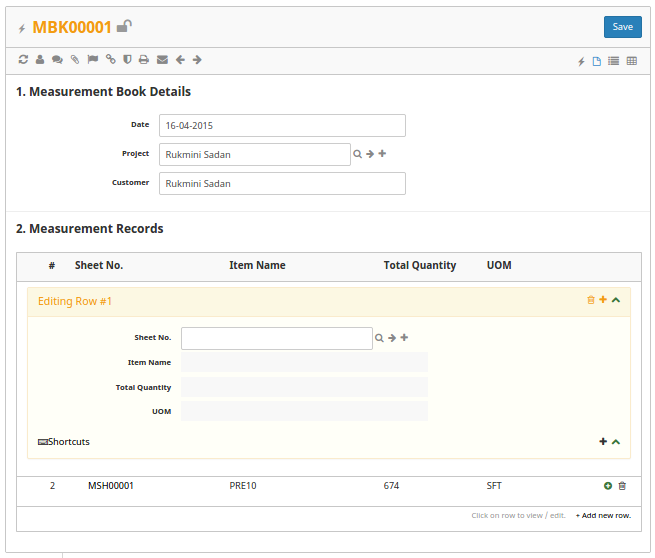 MBK00001
Save
1. Measurement Book Details
Date 16-04-2015
Project Rukmini Sadan
Customer Rukmini Sadan
2. Measurement Records
# Sheet No. Item Name Total Quantity UOM
Editing Row #1
Sheet No.
Item Name
Total Quantity
UOM
Shortcuts
2 MSH00001 PRE10 674 SFT
Click on row to view / edit. + Add new row.